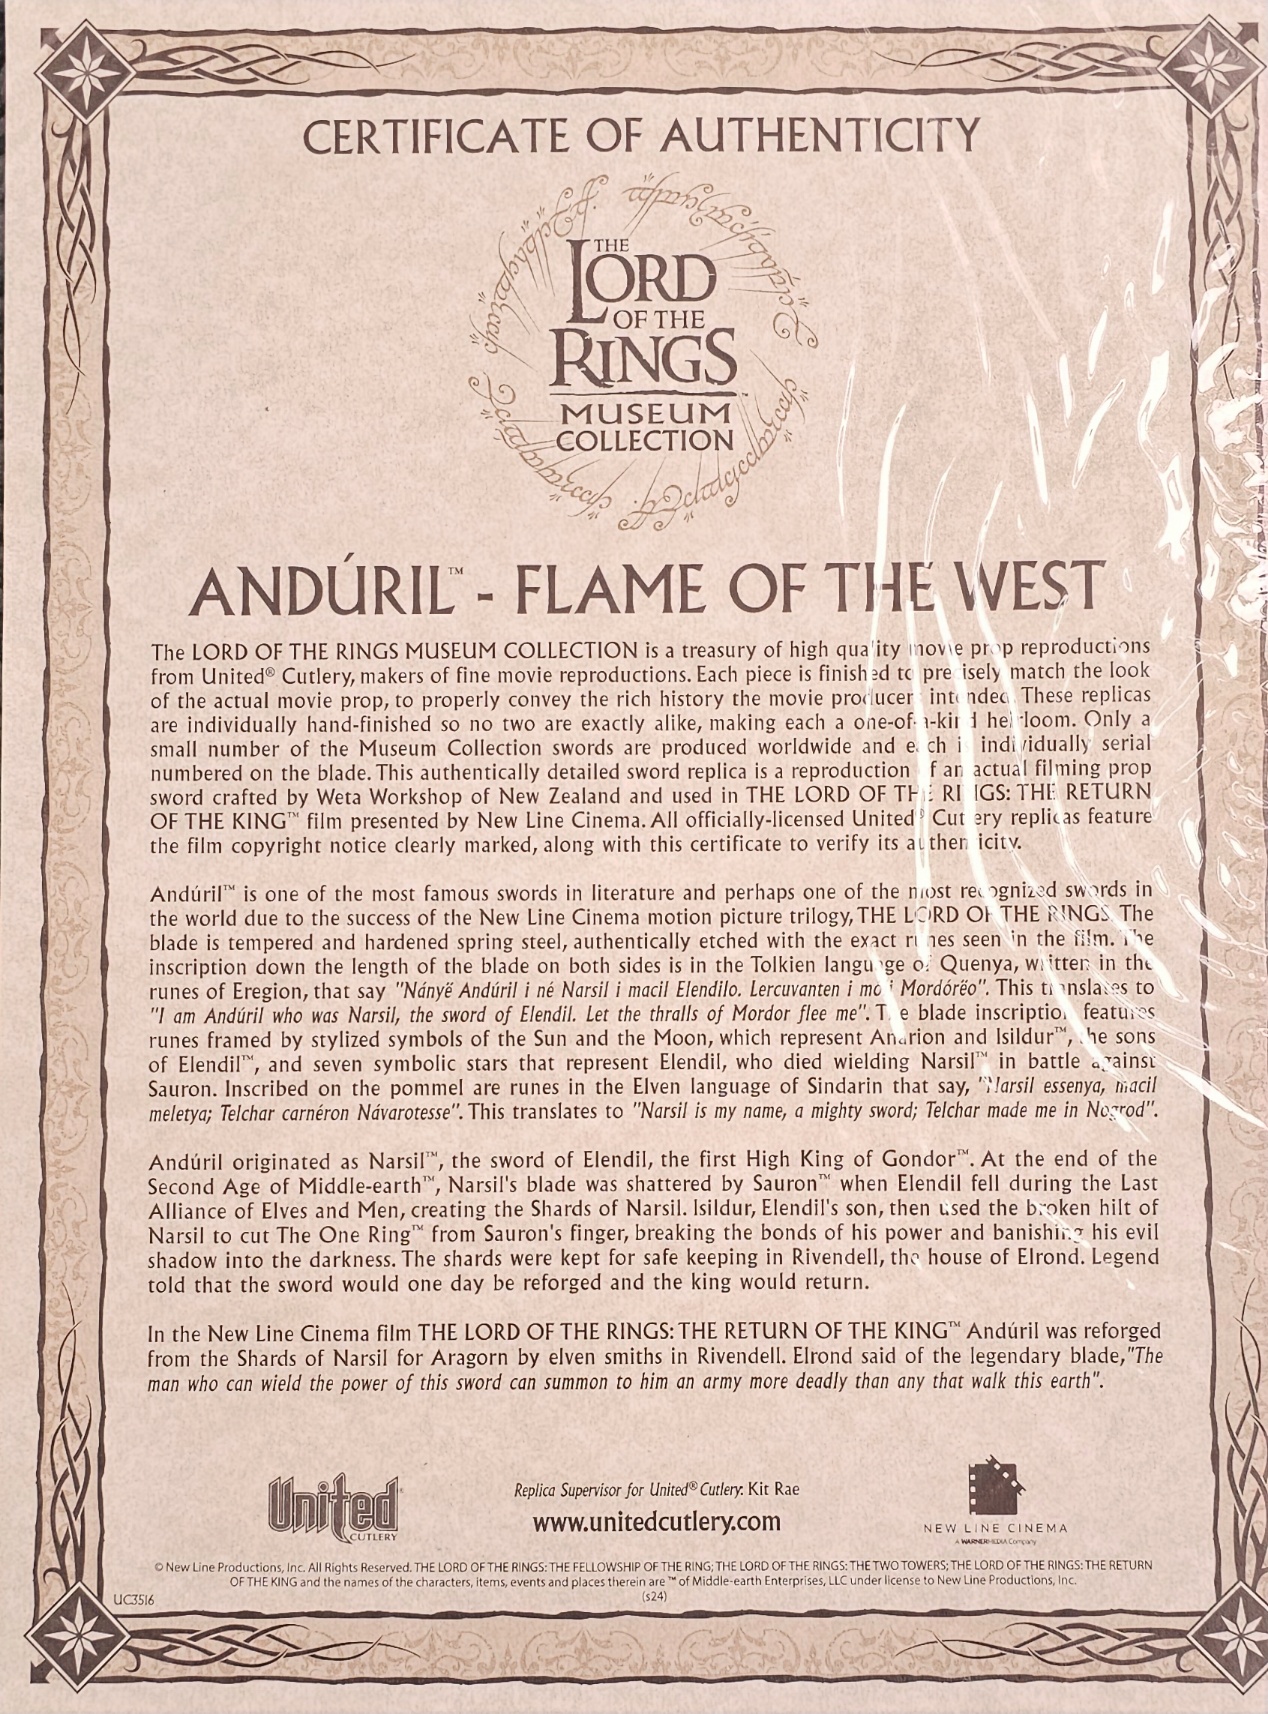 CERTIFICATE OF AUTHENTICITY
THE
LORD
OF THE
RINGS™
MUSEUM
COLLECTION
ANDÚRIL™ - FLAME OF THE WEST
The LORD OF THE RINGS MUSEUM COLLECTION is a treasury of high quality movie prop reproductions
from United® Cutlery, makers of fine movie reproductions. Each piece is finished to precisely match the look
of the actual movie prop, to properly convey the rich history the movie producers intended. These replicas
are individually hand-finished so no two are exactly alike, making each a one-of-a-kind heirloom. Only a
small number of the Museum Collection swords are produced worldwide and each is individually serial
numbered on the blade. This authentically detailed sword replica is a reproduction of an actual filming prop
sword crafted by Weta Workshop of New Zealand and used in THE LORD OF THE RINGS: THE RETURN
OF THE KING™ film presented by New Line Cinema. All officially-licensed United® Cutlery replicas feature
the film copyright notice clearly marked, along with this certificate to verify its authenticity.
Andúril™ is one of the most famous swords in literature and perhaps one of the most recognized swords in
the world due to the success of the New Line Cinema motion picture trilogy, THE LORD OF THE RINGS. The
blade is tempered and hardened spring steel, authentically etched with the exact runes seen in the film. The
inscription down the length of the blade on both sides is in the Tolkien language of Quenya, written in the
runes of Eregion, that say "Nányë Andúril i né Narsil i macil Elendilo. Lercuvanten i móli Mordórëo". This translates to
"I am Andúril who was Narsil, the sword of Elendil. Let the thralls of Mordor flee me". The blade inscription features
runes framed by stylized symbols of the Sun and the Moon, which represent Anárion and Isildur™, the sons
of Elendil™, and seven symbolic stars that represent Elendil, who died wielding Narsil™ in battle against
Sauron. Inscribed on the pommel are runes in the Elven language of Sindarin that say, "Narsil essenya, macil
meletya; Telchar carnéron Návarotesse". This translates to "Narsil is my name, a mighty sword; Telchar made me in Nogrod".
Andúril originated as Narsil™, the sword of Elendil, the first High King of Gondor™. At the end of the
Second Age of Middle-earth™, Narsil's blade was shattered by Sauron™ when Elendil fell during the Last
Alliance of Elves and Men, creating the Shards of Narsil. Isildur, Elendil's son, then used the broken hilt of
Narsil to cut The One Ring™ from Sauron's finger, breaking the bonds of his power and banishing his evil
shadow into the darkness. The shards were kept for safe keeping in Rivendell, the house of Elrond. Legend
told that the sword would one day be reforged and the king would return.
In the New Line Cinema film THE LORD OF THE RINGS: THE RETURN OF THE KING™ Andúril was reforged
from the Shards of Narsil for Aragorn by elven smiths in Rivendell. Elrond said of the legendary blade, "The
man who can wield the power of this sword can summon to him an army more deadly than any that walk this earth".
United®
CUTLERY
Replica Supervisor for United® Cutlery: Kit Rae
www.unitedcutlery.com
NEW LINE CINEMA
A WARNERMEDIA Company
© New Line Productions, Inc. All Rights Reserved. THE LORD OF THE RINGS: THE FELLOWSHIP OF THE RING; THE LORD OF THE RINGS: THE TWO TOWERS; THE LORD OF THE RINGS: THE RETURN
OF THE KING and the names of the characters, items, events and places therein are ™ of Middle-earth Enterprises, LLC under license to New Line Productions, Inc.
(s24)
UC3516